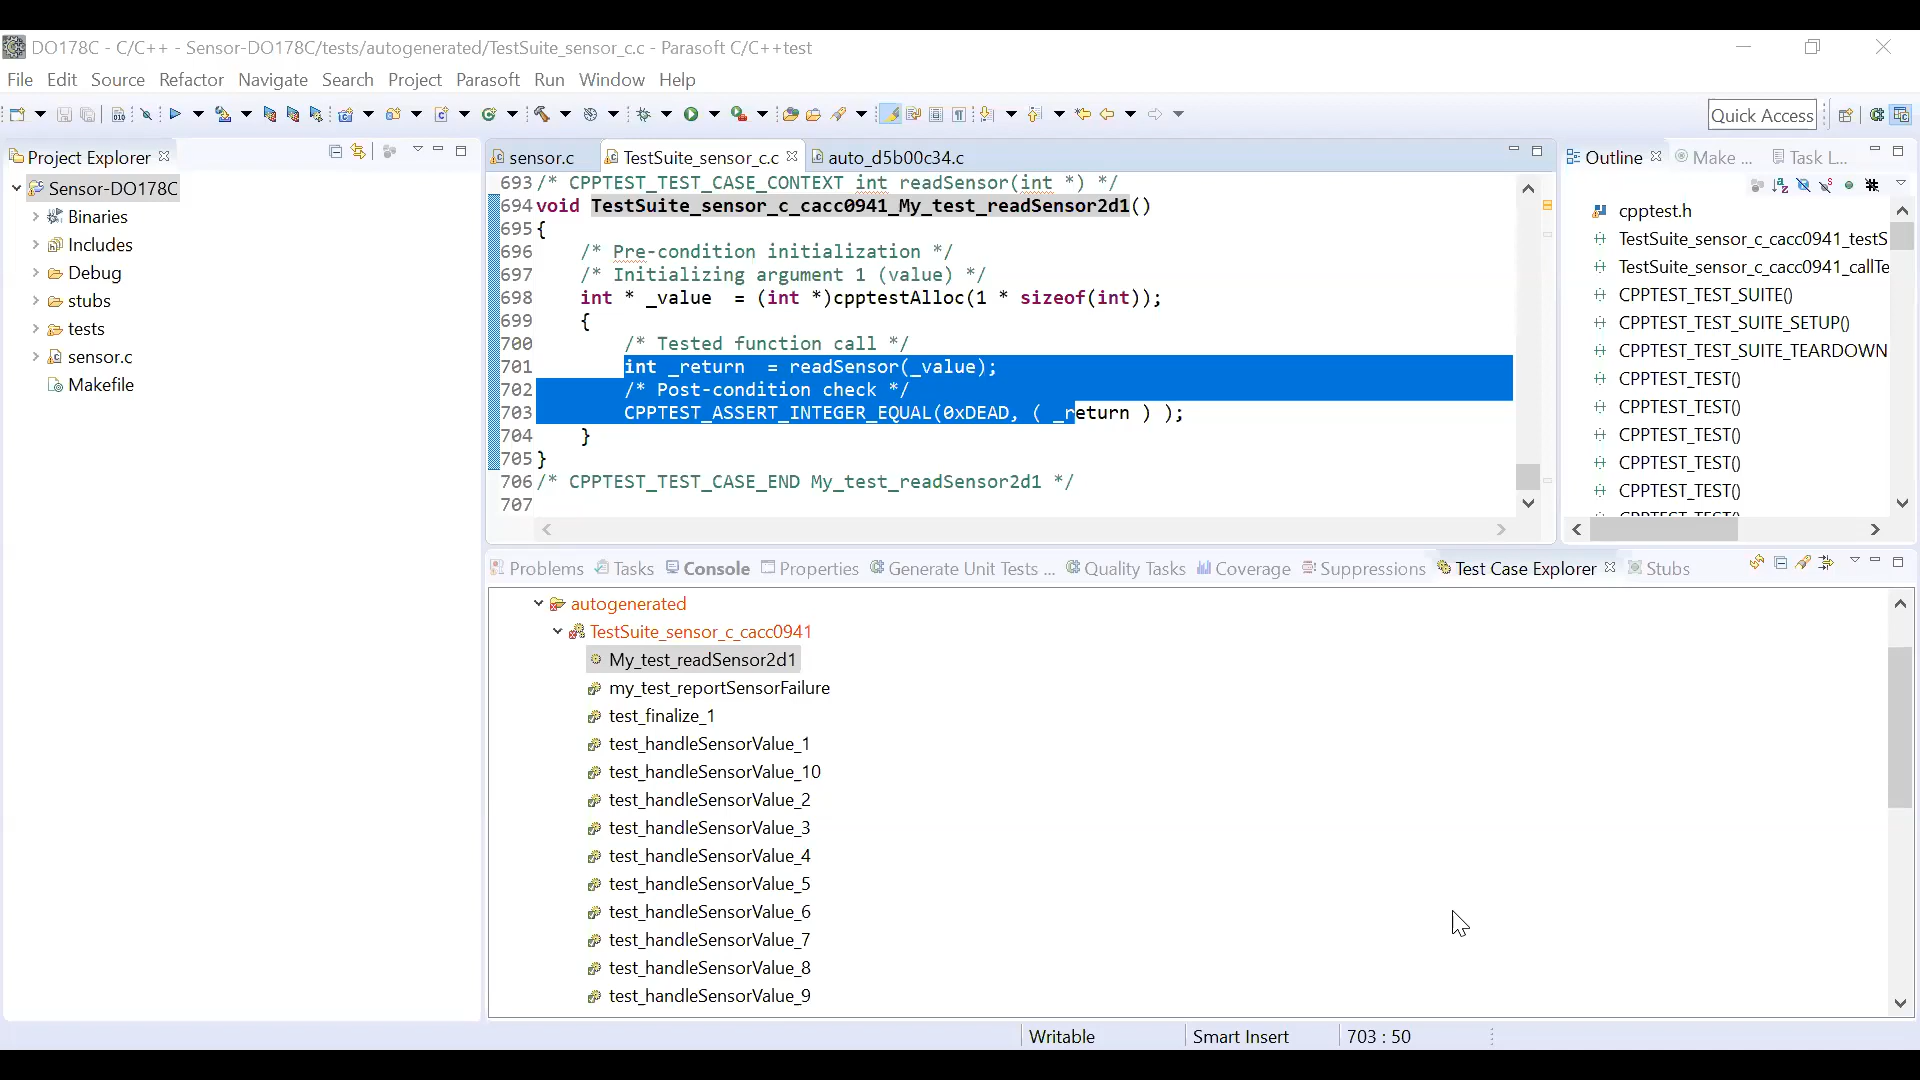 DO178C - C/C++ - Sensor-DO178C/tests/autogenerated/TestSuite_sensor_c.c - Parasoft C/C++test
File Edit Source Refactor Navigate Search Project Parasoft Run Window Help
Quick Access
Project Explorer
Sensor-DO178C
Binaries
Includes
Debug
stubs
tests
sensor.c
Makefile
sensor.c TestSuite_sensor_c.c auto_d5b00c34.c
693 /* CPPTEST_TEST_CASE_CONTEXT int readSensor(int *) */
694 void TestSuite_sensor_c_cacc0941_My_test_readSensor2d1()
695 {
696 /* Pre-condition initialization */
697 /* Initializing argument 1 (value) */
698 int * _value  = (int *)cpptestAlloc(1 * sizeof(int));
699 {
700 /* Tested function call */
701 int _return  = readSensor(_value);
702 /* Post-condition check */
703 CPPTEST_ASSERT_INTEGER_EQUAL(0xDEAD, ( _return ) );
704 }
705 }
706 /* CPPTEST_TEST_CASE_END My_test_readSensor2d1 */
707
Outline Make ... Task L...
cpptest.h
TestSuite_sensor_c_cacc0941_testS
TestSuite_sensor_c_cacc0941_callTe
CPPTEST_TEST_SUITE()
CPPTEST_TEST_SUITE_SETUP()
CPPTEST_TEST_SUITE_TEARDOWN
CPPTEST_TEST()
CPPTEST_TEST()
CPPTEST_TEST()
CPPTEST_TEST()
CPPTEST_TEST()
CPPTEST_TEST()
Problems Tasks Console Properties Generate Unit Tests ... Quality Tasks Coverage Suppressions Test Case Explorer Stubs
autogenerated
TestSuite_sensor_c_cacc0941
My_test_readSensor2d1
my_test_reportSensorFailure
test_finalize_1
test_handleSensorValue_1
test_handleSensorValue_10
test_handleSensorValue_2
test_handleSensorValue_3
test_handleSensorValue_4
test_handleSensorValue_5
test_handleSensorValue_6
test_handleSensorValue_7
test_handleSensorValue_8
test_handleSensorValue_9
Writable Smart Insert 703 : 50